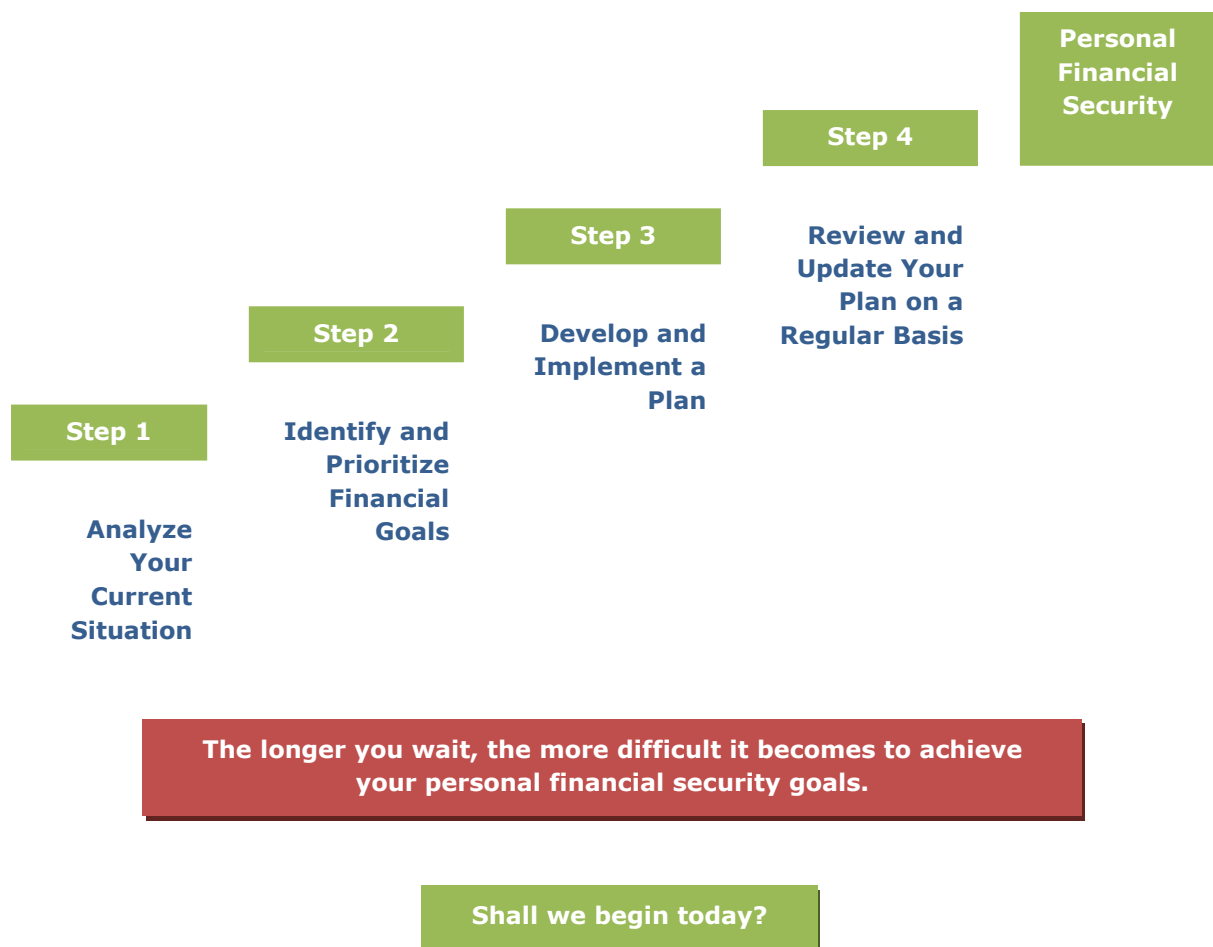 Step 1
Analyze
Your
Current
Situation
Step 2
Identify and
Prioritize
Financial
Goals
Step 3
Develop and
Implement a
Plan
Step 4
Review and
Update Your
Plan on a
Regular Basis
Personal
Financial
Security
The longer you wait, the more difficult it becomes to achieve
your personal financial security goals.
Shall we begin today?